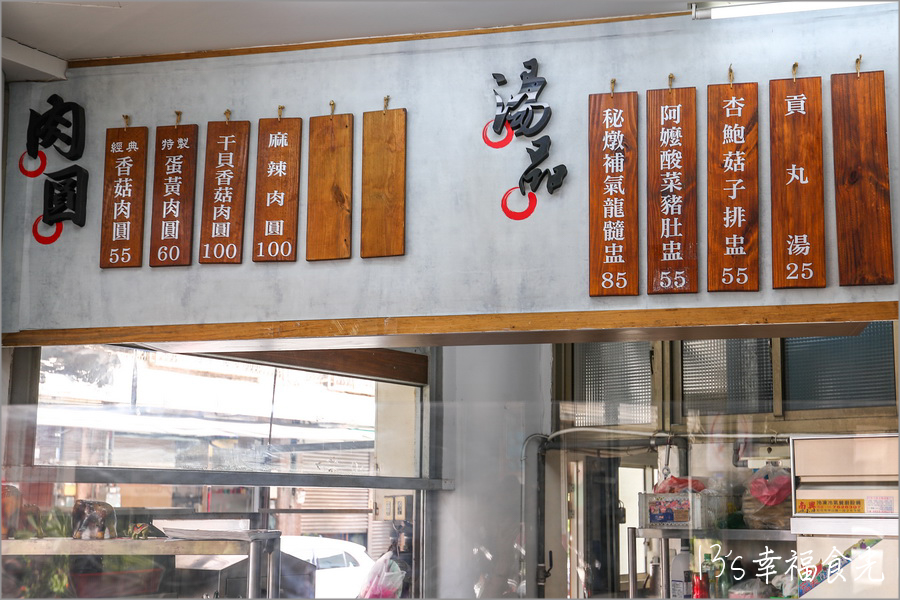 肉圓
經典
香菇肉圓
55
特製
蛋黃肉圓
60
干貝香菇肉圓
100
麻辣肉圓
100
湯品
秘燉補氣龍髓盅
85
阿嬤酸菜豬肚盅
55
杏鮑菇子排盅
55
貢丸湯
25
B's幸福食光